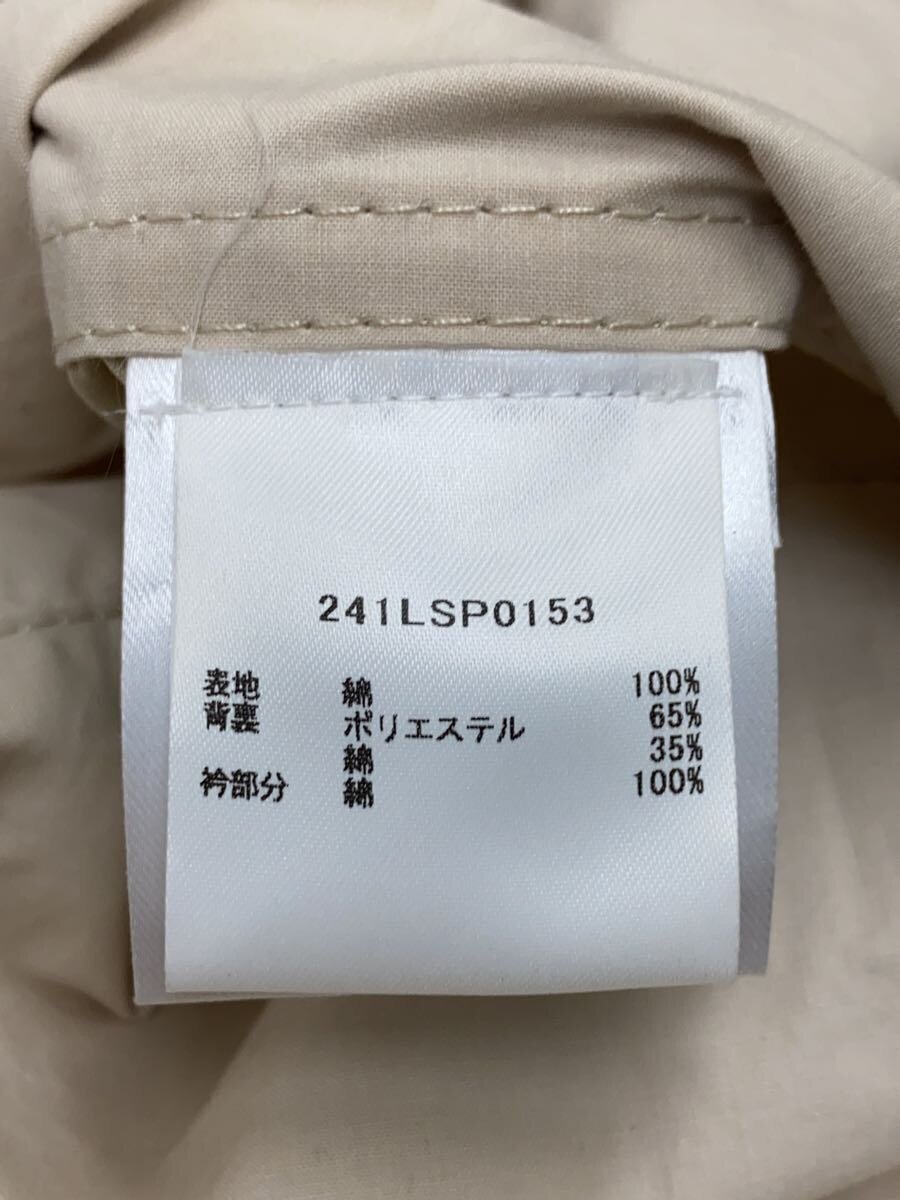 241LSP0153
表地 綿 100%
背裏 ポリエステル 65%
綿 35%
衿部分 綿 100%